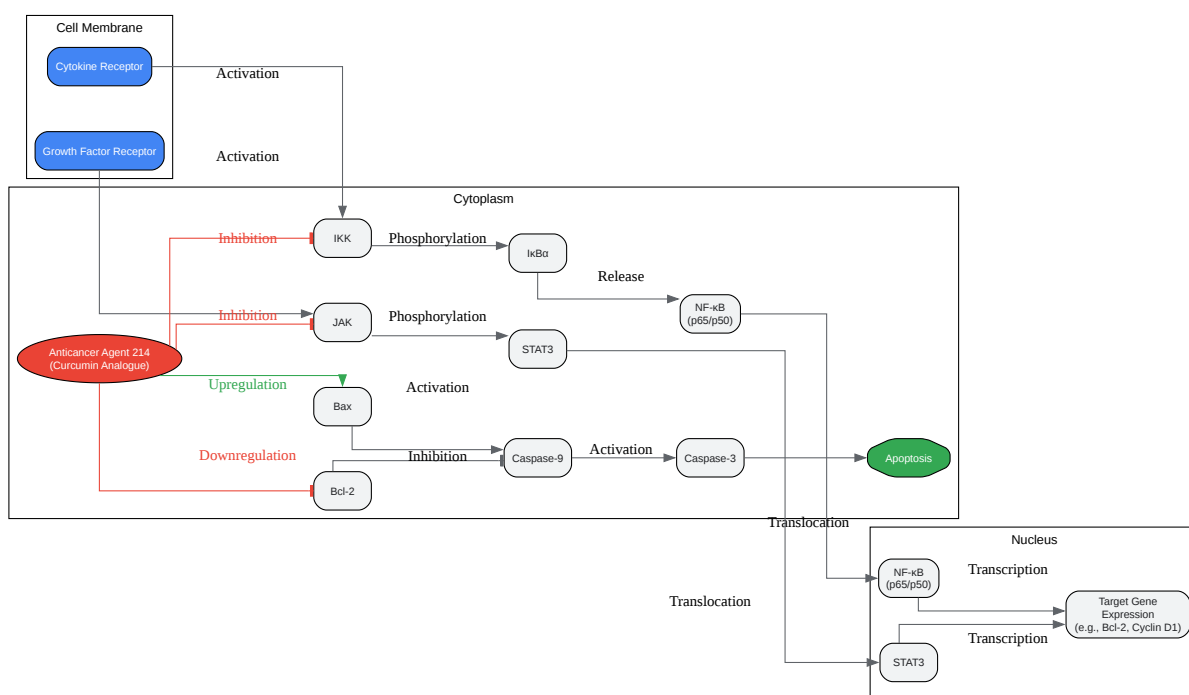 Cell Membrane
Cytokine Receptor
Activation
Growth Factor Receptor
Activation
Cytoplasm
Inhibition
IKK
Phosphorylation
IκBα
Release
NF-κB
(p65/p50)
Inhibition
JAK
Phosphorylation
STAT3
Anticancer Agent 214
(Curcumin Analogue)
Upregulation
Activation
Bax
Downregulation
Inhibition
Caspase-9
Activation
Caspase-3
Apoptosis
Bcl-2
Translocation
Nucleus
NF-κB
(p65/p50)
Transcription
Translocation
Target Gene
Expression
(e.g., Bcl-2, Cyclin D1)
Transcription
STAT3